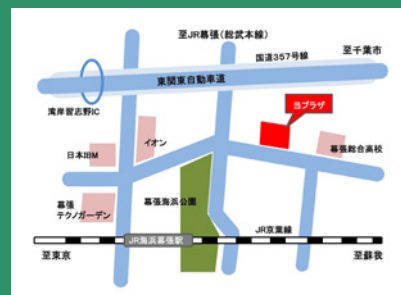 至JR幕張(総武本線)
国道357号線
至千葉市
東関東自動車道
湾岸習志野IC
当プラザ
日本IBM
イオン
幕張総合高校
幕張
テクノガーデン
幕張海浜公園
JR京葉線
JR海浜幕張駅
至東京
至蘇我